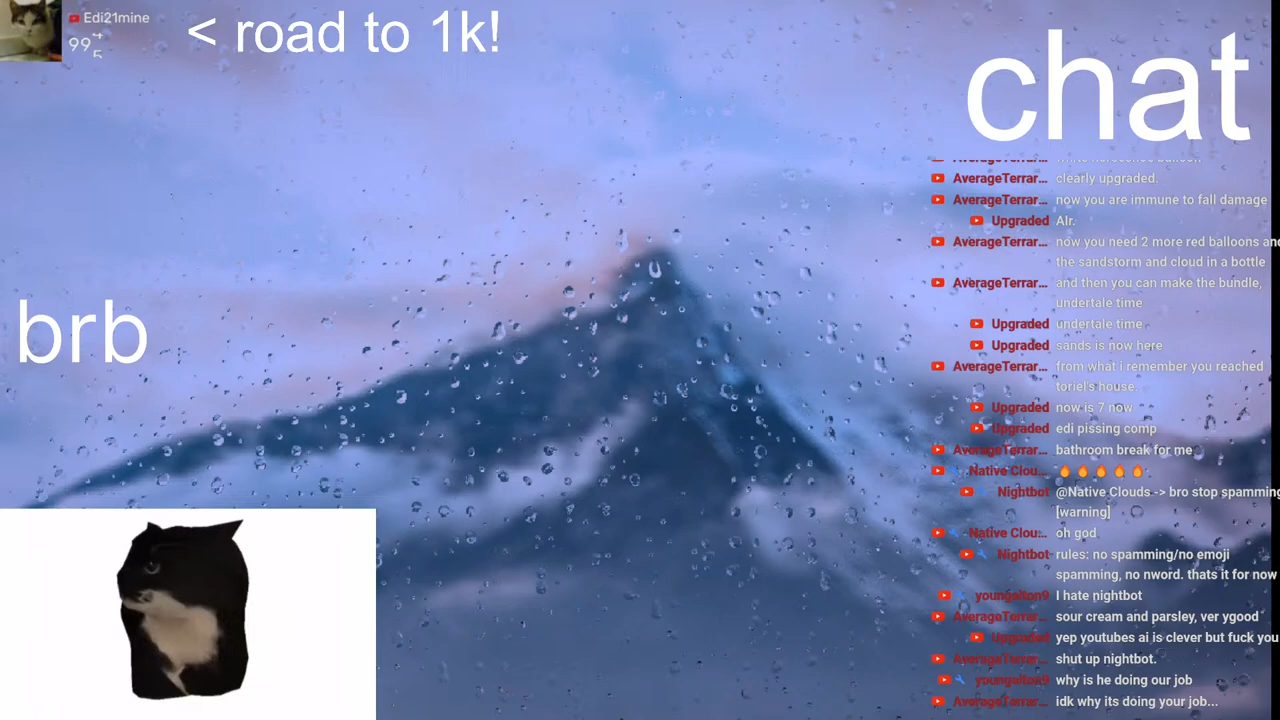 Edi21mine
99
< road to 1k!
chat
brb
AverageTerrar... clearly upgraded.
AverageTerrar... now you are immune to fall damage
Upgraded Alr.
AverageTerrar... now you need 2 more red balloons and
the sandstorm and cloud in a bottle
AverageTerrar... and then you can make the bundle,
undertale time
Upgraded undertale time
Upgraded sands is now here
AverageTerrar... from what i remember you reached
toriel's house.
Upgraded now is 7 now
Upgraded edi pissing comp
AverageTerrar... bathroom break for me
Native Clou... 🔥🔥🔥🔥🔥
Nightbot @Native Clouds -> bro stop spamming
[warning]
Native Clou... oh god
Nightbot rules: no spamming/no emoji
spamming, no nword. thats it for now
youngelton9 I hate nightbot
AverageTerrar... sour cream and parsley, ver ygood
Upgraded yep youtubes ai is clever but fuck you
AverageTerrar... shut up nightbot.
youngelton9 why is he doing our job
AverageTerrar... idk why its doing your job...